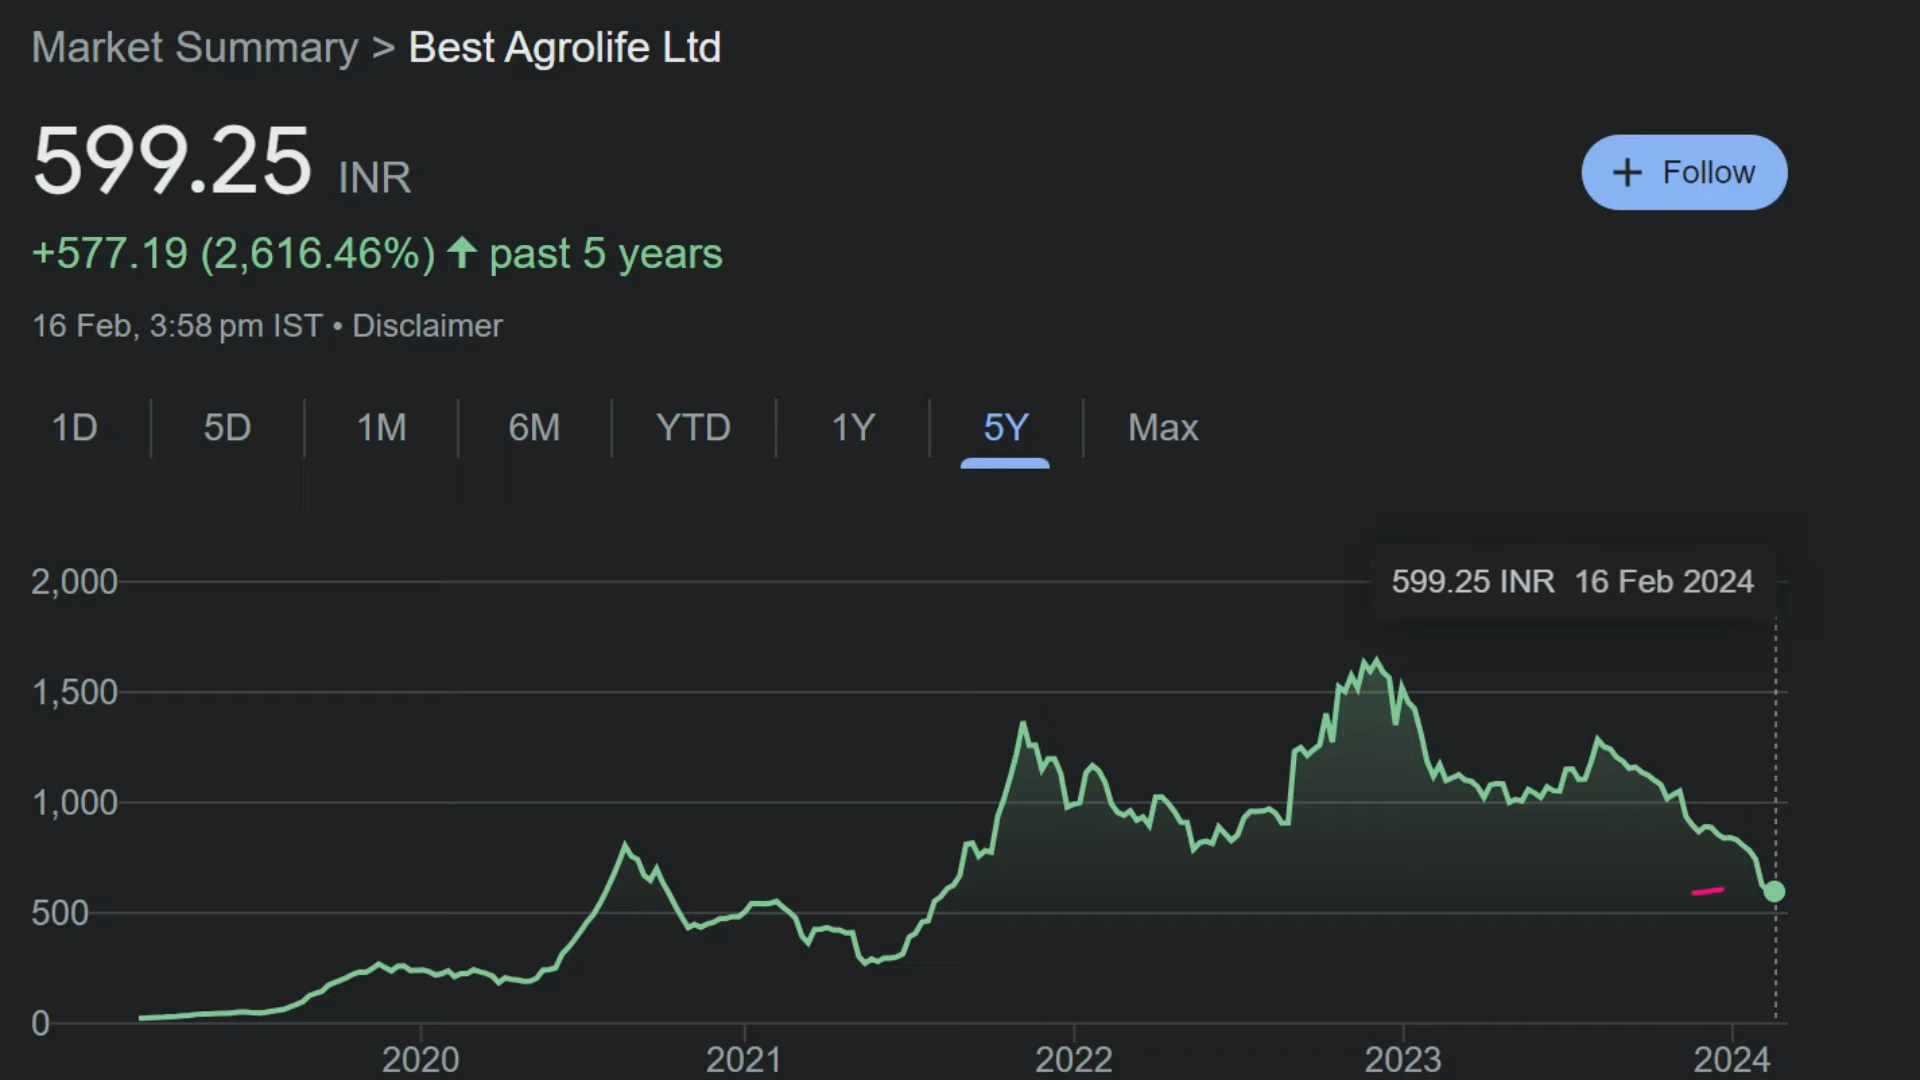 Market Summary > Best Agrolife Ltd
599.25 INR
+ Follow
+577.19 (2,616.46%) ↑ past 5 years
16 Feb, 3:58 pm IST • Disclaimer
1D 5D 1M 6M YTD 1Y 5Y Max
599.25 INR 16 Feb 2024
2,000
1,500
1,000
500
0
2020 2021 2022 2023 2024